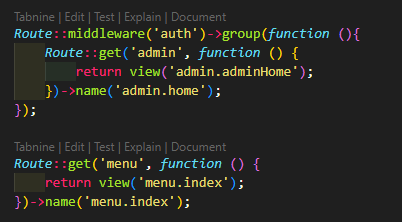 Tabnine | Edit | Test | Explain | Document
Route::middleware('auth')->group(function (){
    Route::get('admin', function () {
        return view('admin.adminHome');
    })->name('admin.home');
});
Tabnine | Edit | Test | Explain | Document
Route::get('menu', function () {
    return view('menu.index');
})->name('menu.index');